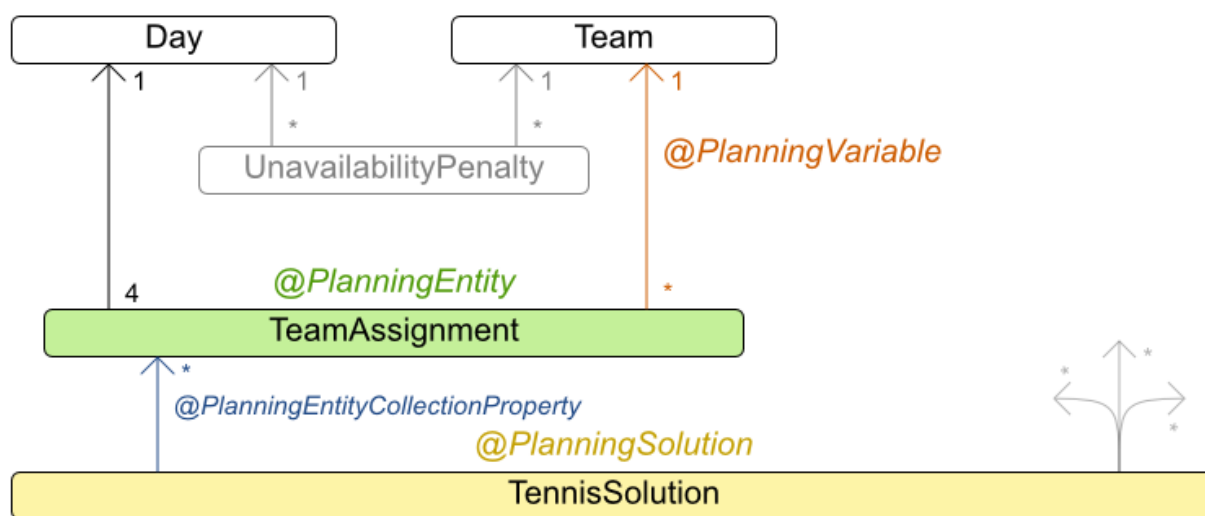 Day
Team
1
1
1
1
*
*
@PlanningVariable
UnavailabilityPenalty
@PlanningEntity
4
*
TeamAssignment
*
*
*
@PlanningEntityCollectionProperty
*
@PlanningSolution
TennisSolution